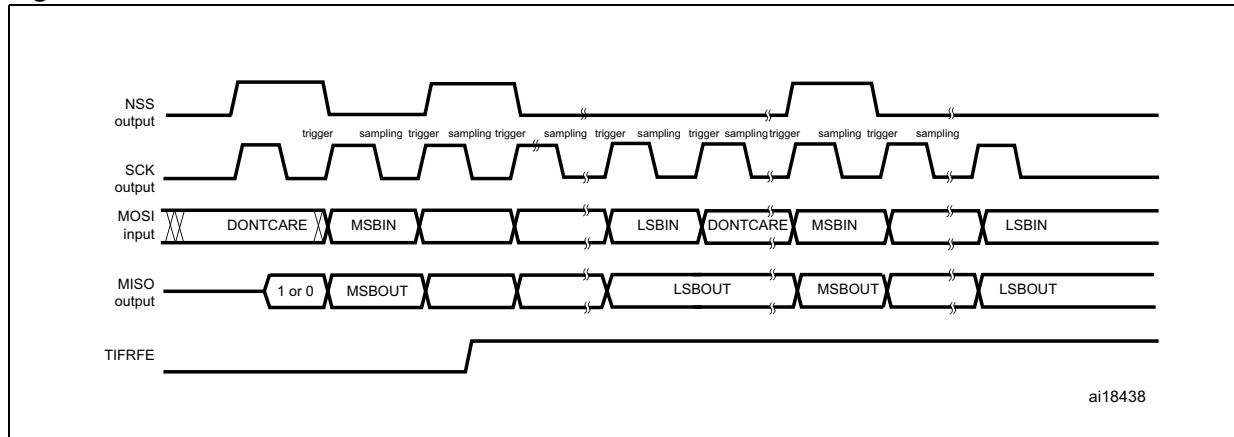 NSS
output
trigger sampling trigger sampling trigger sampling trigger sampling trigger sampling trigger sampling trigger sampling
SCK
output
MOSI
input
DONTCARE MSBIN LSBIN DONTCARE MSBIN LSBIN
MISO
output
1 or 0 MSBOUT LSBOUT MSBOUT LSBOUT
TIFRFE
ai18438